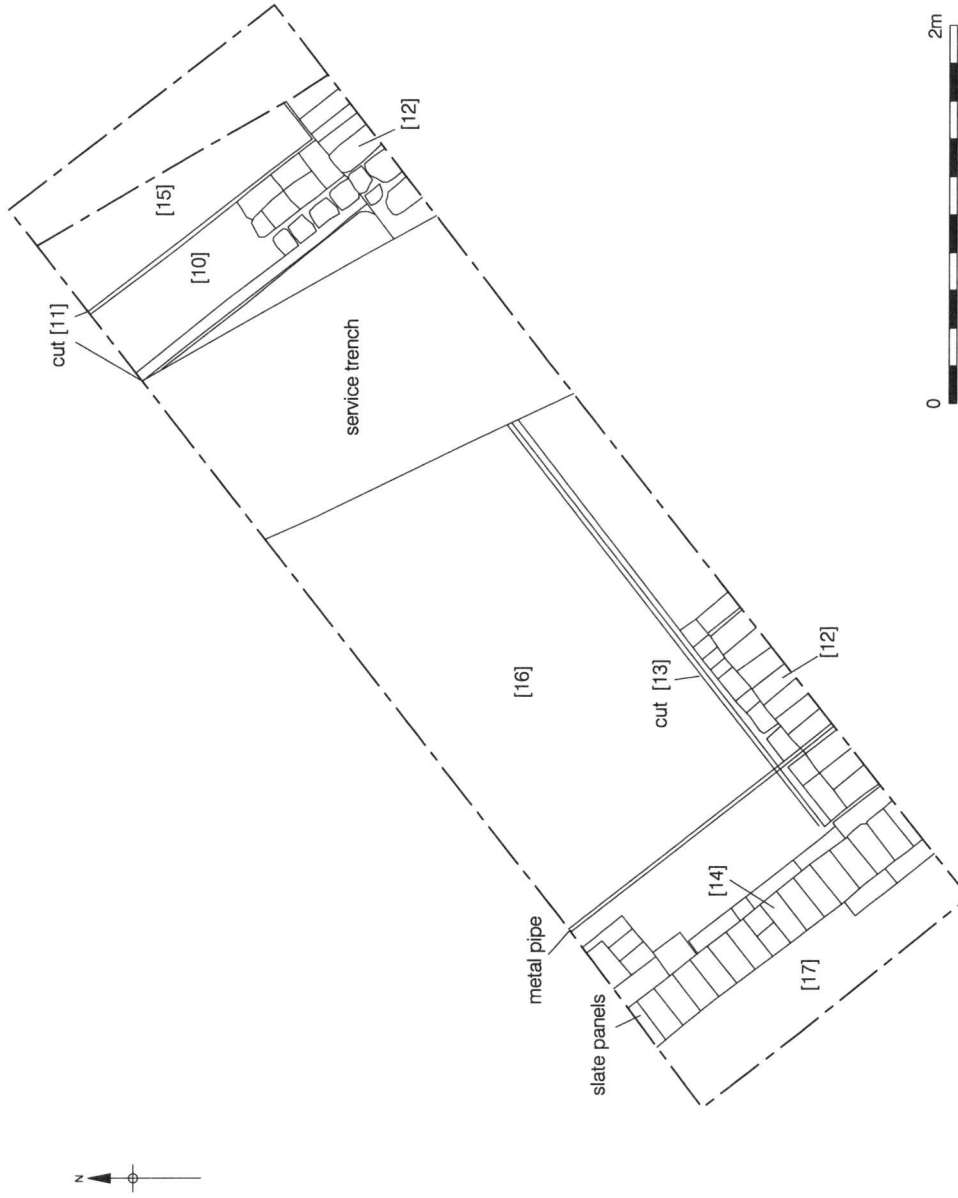 [15]
[12]
[10]
cut [11]
service trench
[16]
cut [13]
[12]
metal pipe
[14]
slate panels
[17]
N
0
2m